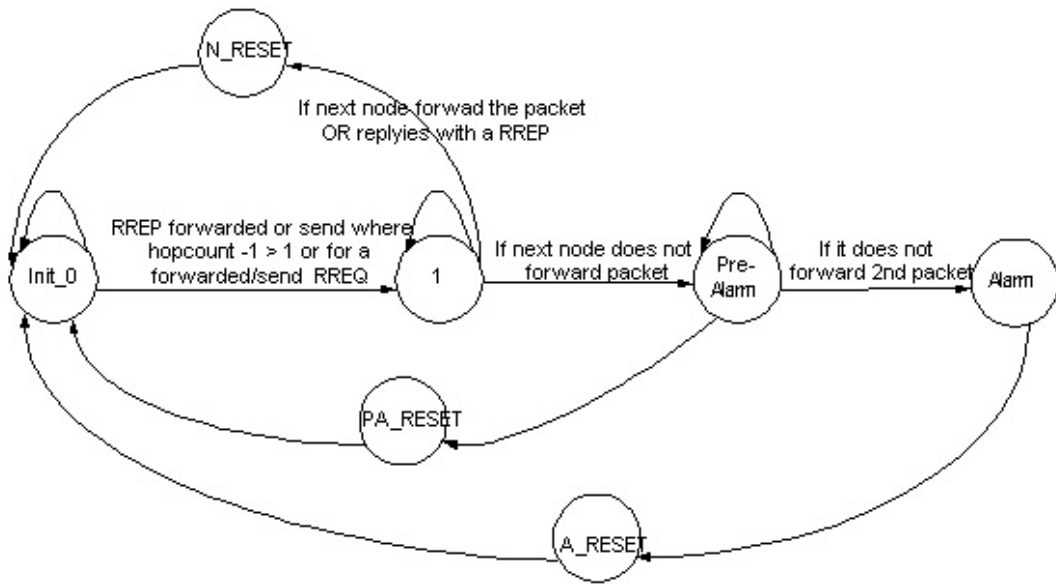 N_RESET
If next node forwad the packet
OR replyies with a RREP
RREP forwarded or send where
hopcount -1 > 1 or for a
forwarded/send RREQ
Init_0
1
If next node does not
forward packet
Pre-
Alarm
If it does not
forward 2nd packet
Alarm
PA_RESET
A_RESET